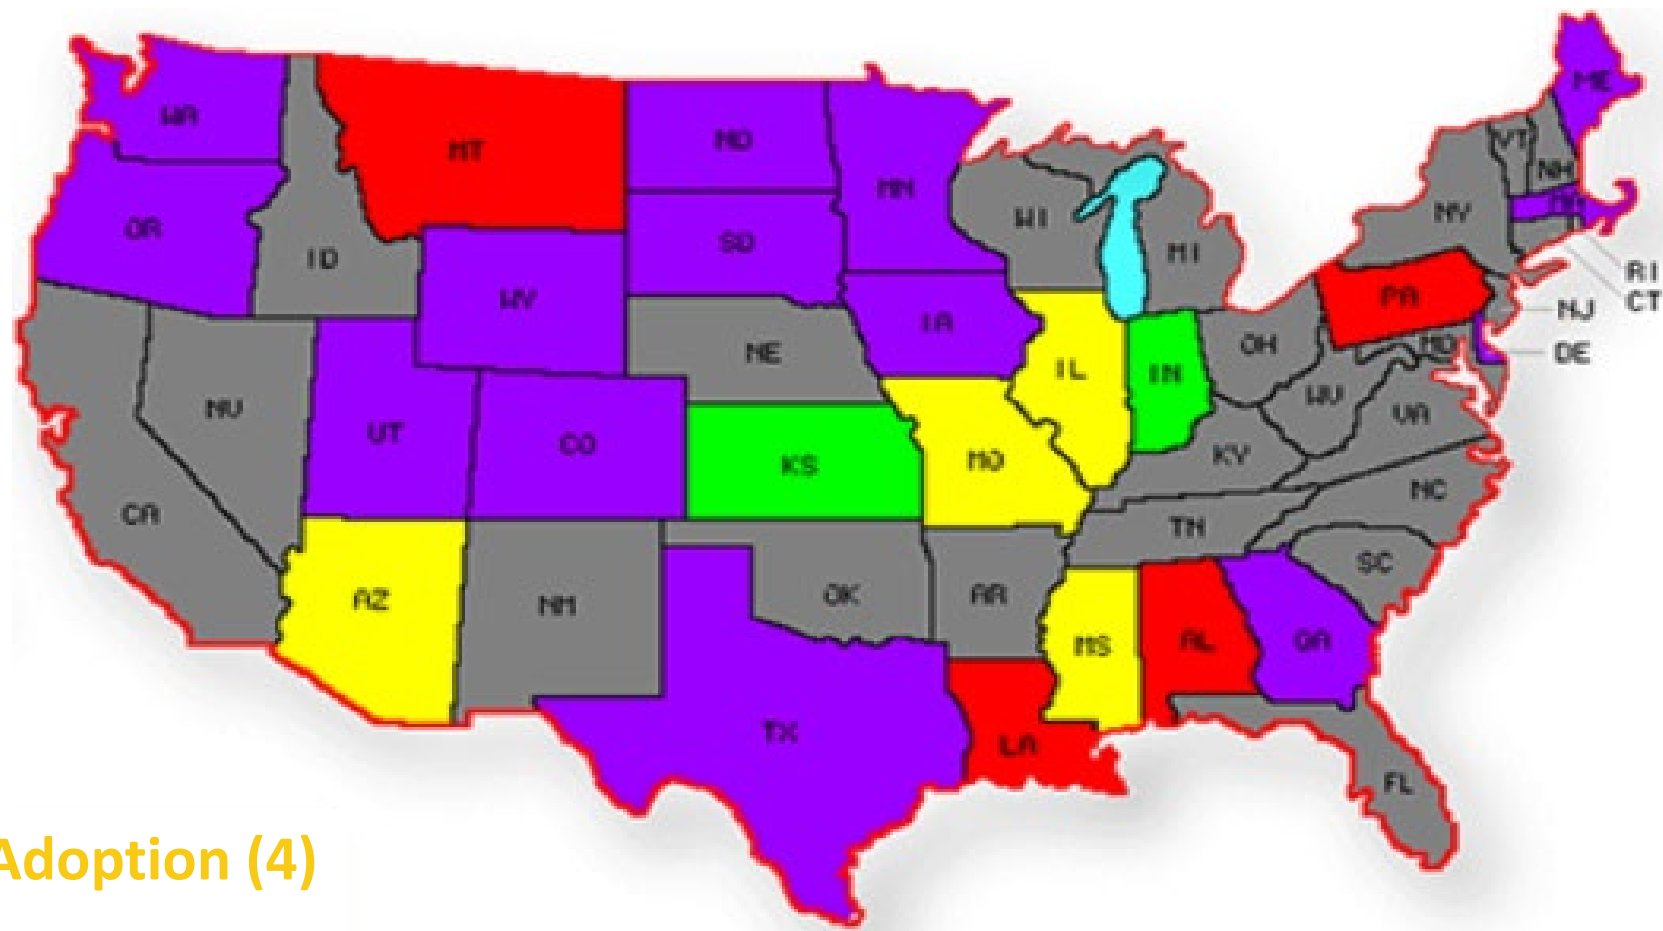 ME
WA
VT
ND
MT
NH
MN
MA
NY
WI
OR
SD
MI
ID
RI
PA
WY
CT
NJ
IA
OH
MD
NE
DE
IL
IN
WV
NV
VA
UT
CO
KY
KS
MO
NC
CA
TN
SC
AR
OK
AZ
NM
AL
GA
MS
TX
LA
FL
Adoption (4)